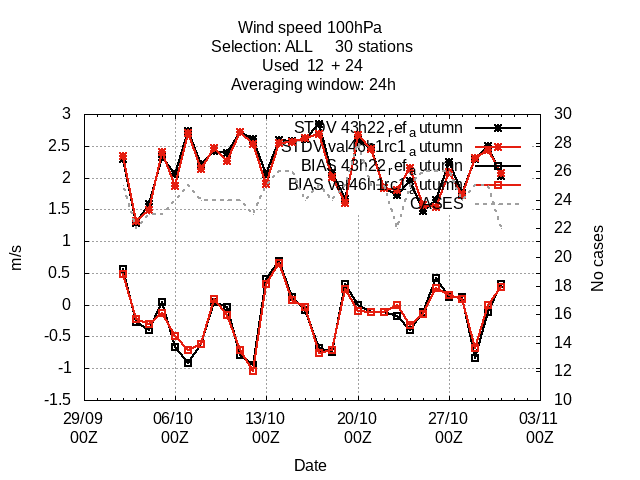 Wind speed 100hPa
Selection: ALL 30 stations
Used 12 + 24
Averaging window: 24h
3
2.5
2
1.5
1
0.5
0
-0.5
-1
-1.5
m/s
30
28
26
24
22
20
18
16
14
12
10
No cases
STDV 43h22_ref_autumn
STDV val46h1rc1_autumn
BIAS 43h22_ref_autumn
BIAS val46h1rc1_autumn
CASES
29/09 06/10 13/10 20/10 27/10 03/11
00Z 00Z 00Z 00Z 00Z 00Z
Date